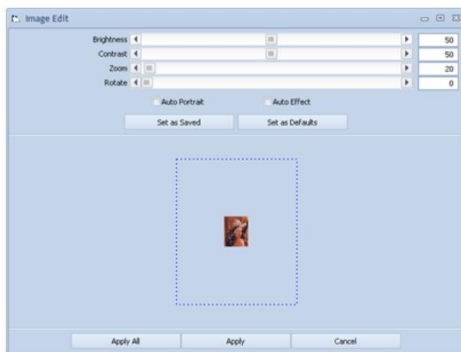 Image Edit
Brightness 50
Contrast 50
Zoom 20
Rotate 0
Auto Portrait Auto Effect
Set as Saved Set as Defaults
Apply All Apply Cancel